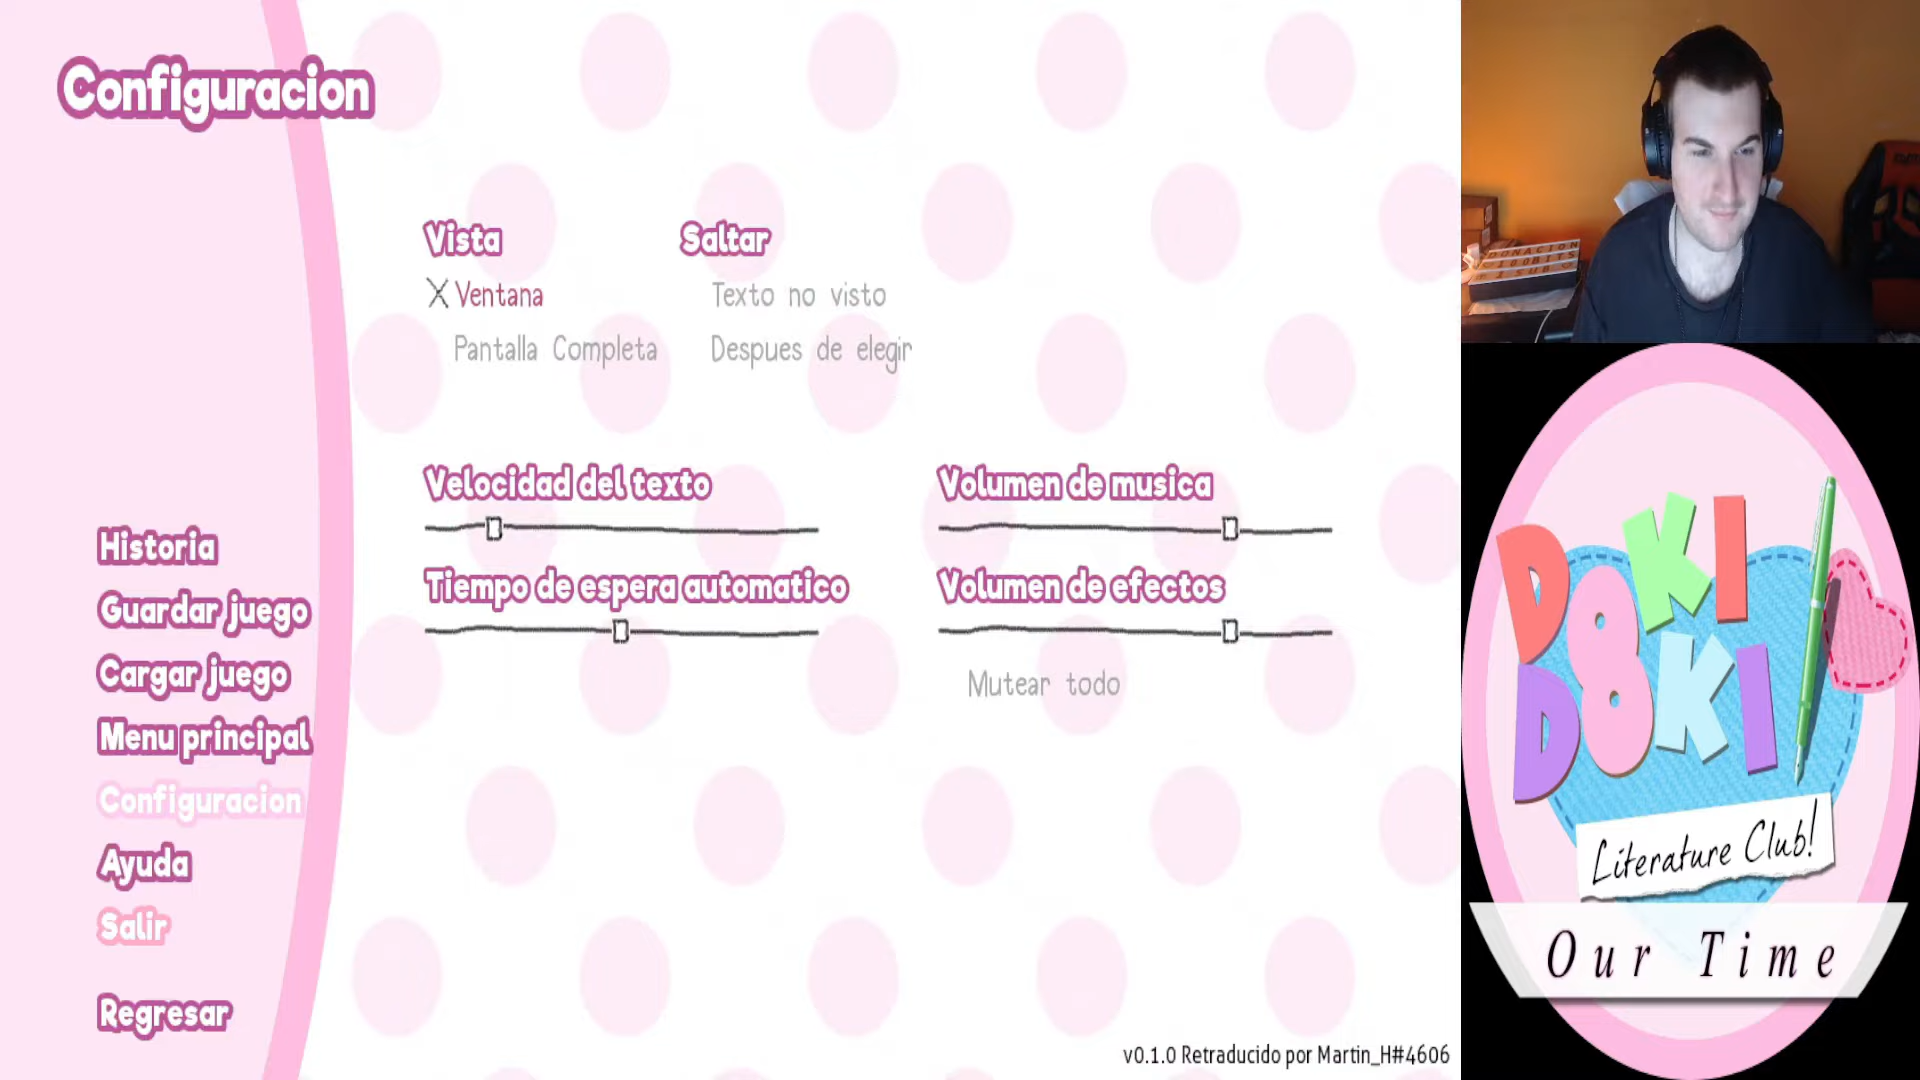 Configuracion
Vista
Saltar
Ventana
Texto no visto
Pantalla Completa
Despues de elegir
Velocidad del texto
Volumen de musica
Tiempo de espera automatico
Volumen de efectos
Mutear todo
Historia
Guardar juego
Cargar juego
Menu principal
Configuracion
Ayuda
Salir
Regresar
v0.1.0 Retraducido por Martin_H#4606
DOKI
DOKI
Literature Club!
Our Time